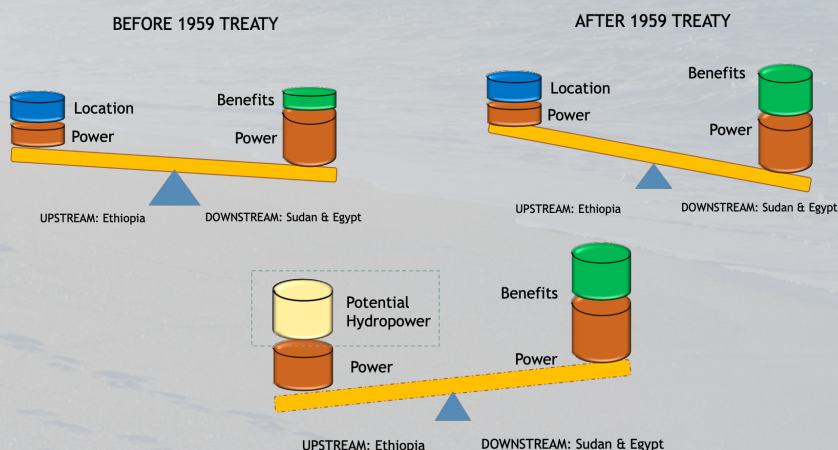 BEFORE 1959 TREATY
Location
Power
Benefits
Power
UPSTREAM: Ethiopia
DOWNSTREAM: Sudan & Egypt
AFTER 1959 TREATY
Location
Power
Benefits
Power
UPSTREAM: Ethiopia
DOWNSTREAM: Sudan & Egypt
Potential
Hydropower
Power
Benefits
Power
UPSTREAM: Ethiopia
DOWNSTREAM: Sudan & Egypt